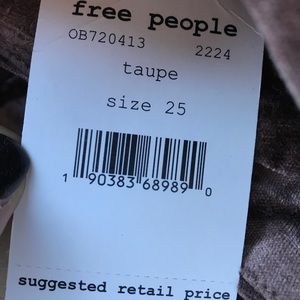 free people
OB720413 2224
taupe
size 25
1 90383 68989 0
suggested retail price